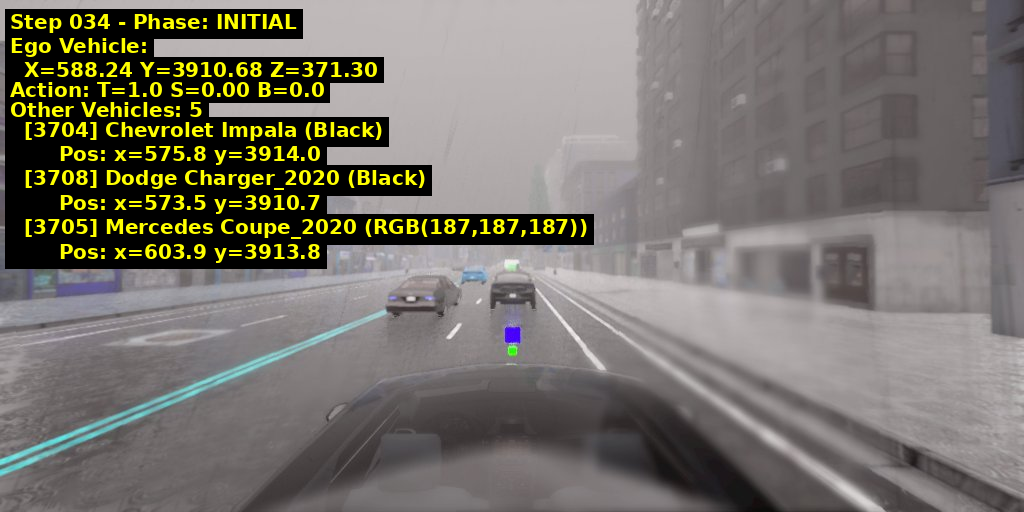 Step 034 - Phase: INITIAL
Ego Vehicle:
X=588.24 Y=3910.68 Z=371.30
Action: T=1.0 S=0.00 B=0.0
Other Vehicles: 5
[3704] Chevrolet Impala (Black)
Pos: x=575.8 y=3914.0
[3708] Dodge Charger_2020 (Black)
Pos: x=573.5 y=3910.7
[3705] Mercedes Coupe_2020 (RGB(187,187,187))
Pos: x=603.9 y=3913.8